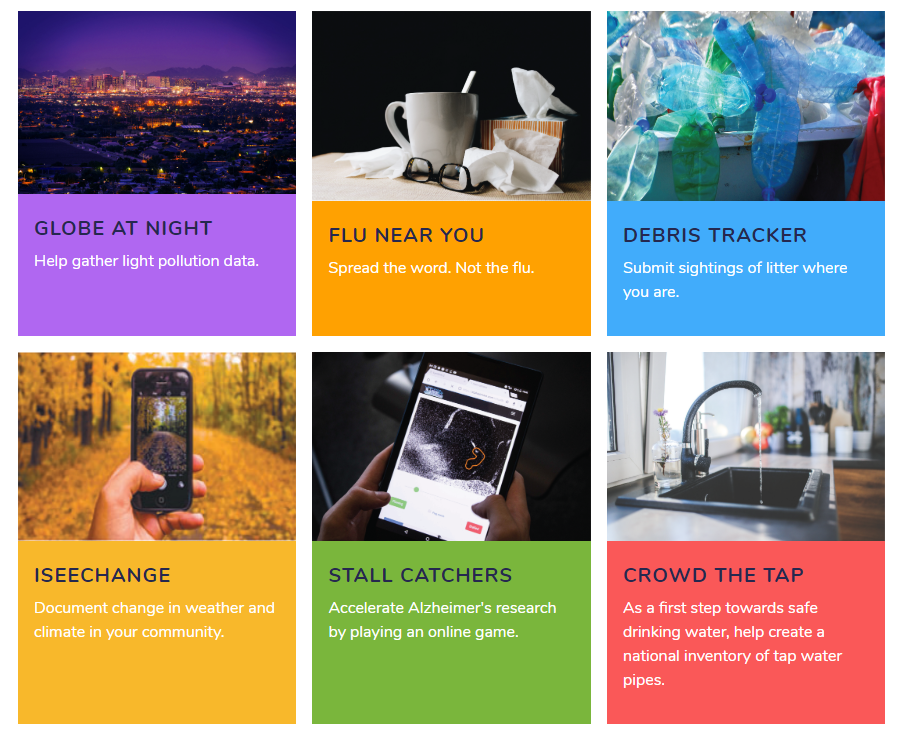 GLOBE AT NIGHT
Help gather light pollution data.
FLU NEAR YOU
Spread the word. Not the flu.
DEBRIS TRACKER
Submit sightings of litter where
you are.
ISEECHANGE
Document change in weather and
climate in your community.
STALL CATCHERS
Accelerate Alzheimer's research
by playing an online game.
CROWD THE TAP
As a first step towards safe
drinking water, help create a
national inventory of tap water
pipes.